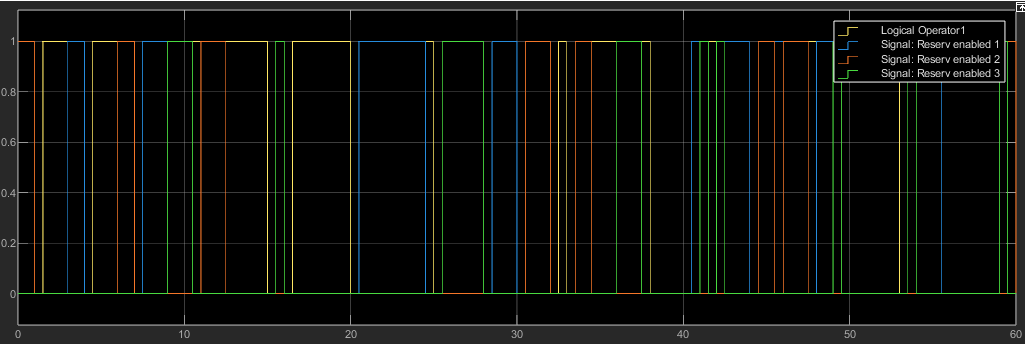 1
0.8
0.6
0.4
0.2
0
0 10 20 30 40 50 60
Logical Operator1
Signal: Reserv enabled 1
Signal: Reserv enabled 2
Signal: Reserv enabled 3